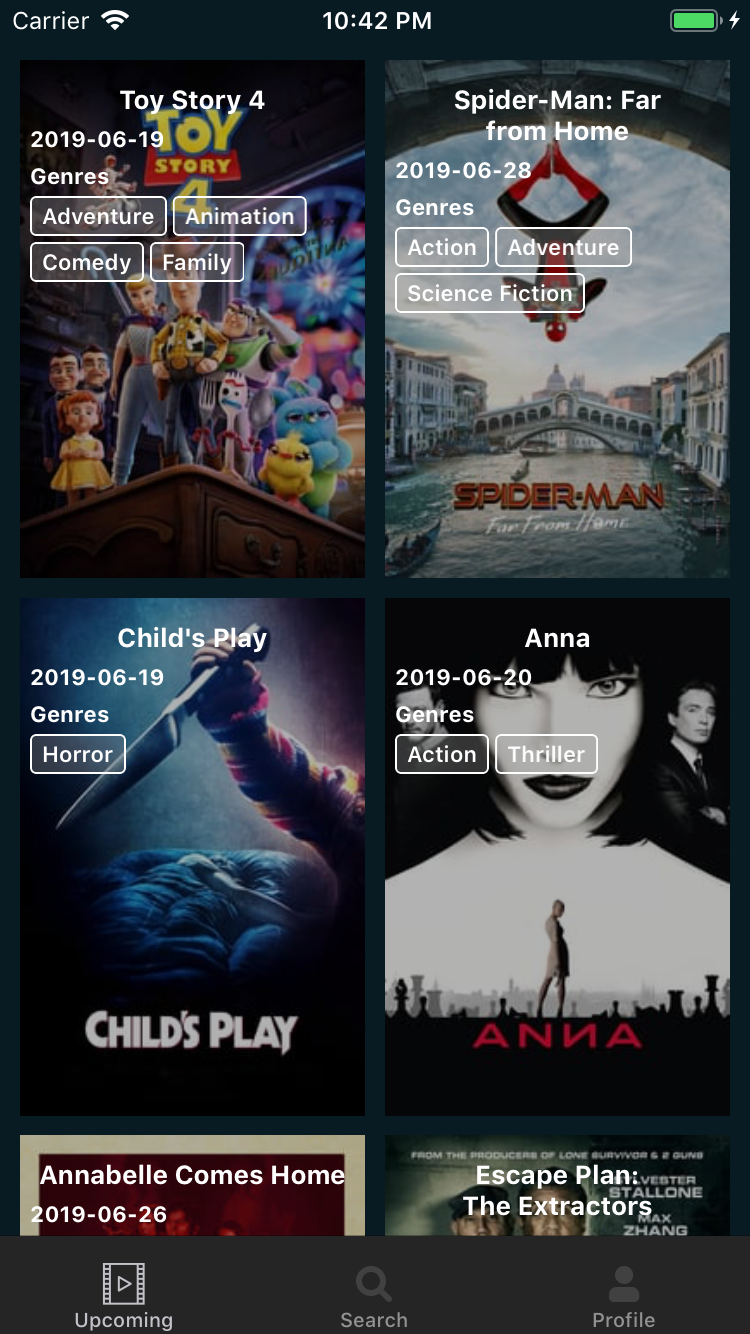 Carrier 10:42 PM
Toy Story 4
2019-06-19
Genres
Adventure Animation
Comedy Family
TOY
STORY
4
Spider-Man: Far
from Home
2019-06-28
Genres
Action Adventure
Science Fiction
SPIDER-MAN
Far From Home
Child's Play
2019-06-19
Genres
Horror
CHILD'S PLAY
Anna
2019-06-20
Genres
Action Thriller
ANИA
Annabelle Comes Home
2019-06-26
FROM THE PRODUCERS OF LONE SURVIVOR & 2 GUNS
Escape Plan:
The Extractors
SYLVESTER
STALLONE
MAX
ZHANG
Upcoming Search Profile